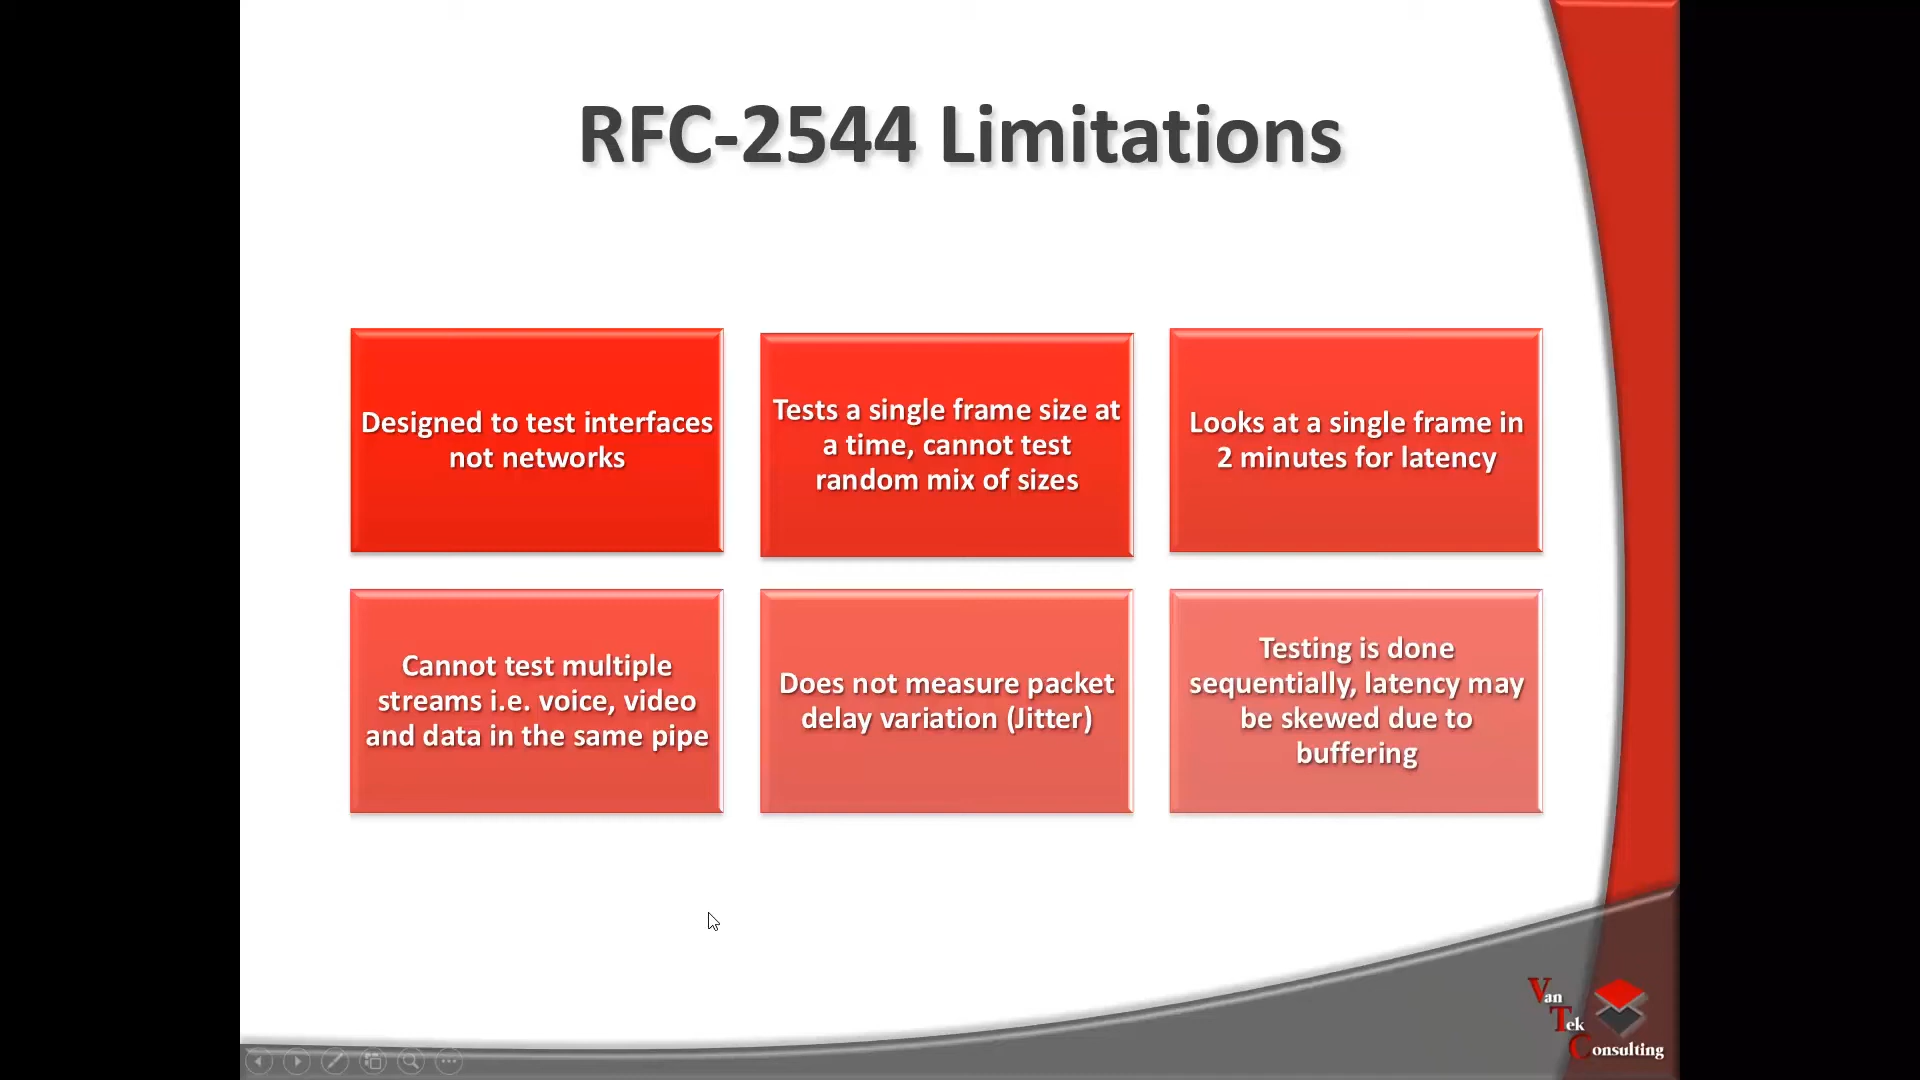 RFC-2544 Limitations
Designed to test interfaces
not networks
Tests a single frame size at
a time, cannot test
random mix of sizes
Looks at a single frame in
2 minutes for latency
Cannot test multiple
streams i.e. voice, video
and data in the same pipe
Does not measure packet
delay variation (Jitter)
Testing is done
sequentially, latency may
be skewed due to
buffering
Van
Tek
Consulting